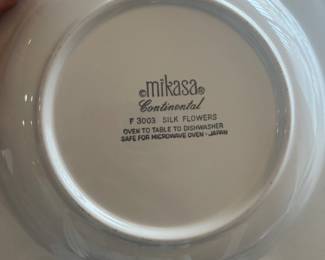 ©mikasa®
Continental
F 3003 SILK FLOWERS
OVEN TO TABLE TO DISHWASHER
SAFE FOR MICROWAVE OVEN - JAPAN